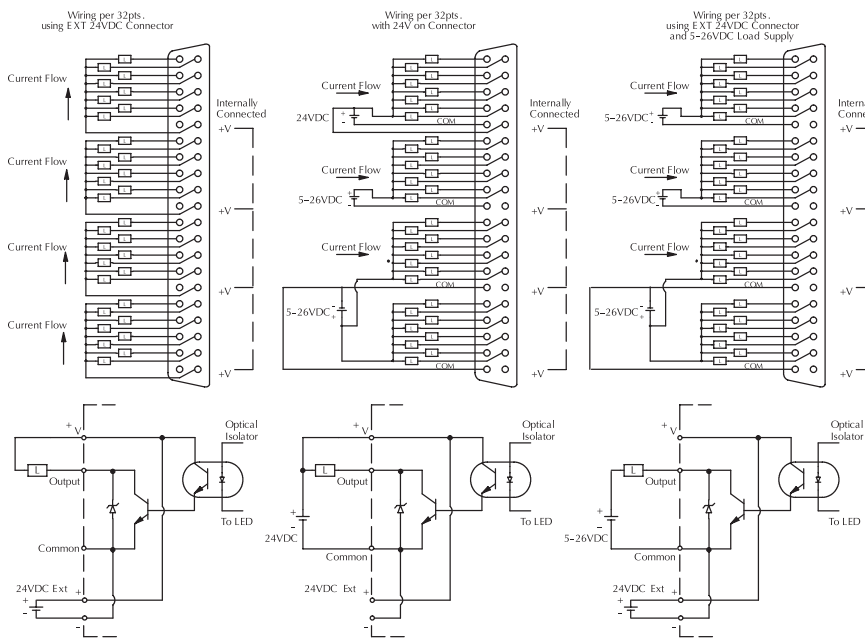 Wiring per 32pts.
using EXT 24VDC Connector
Current Flow
L
L
L
L
L
L
L
Internally
Connected
+V
Current Flow
L
L
L
L
L
L
L
+V
Current Flow
L
L
L
L
L
L
L
+V
Current Flow
L
L
L
L
L
L
L
+V
Wiring per 32pts.
with 24V on Connector
Current Flow
L
L
L
L
L
L
L
24VDC
+
-
COM
Internally
Connected
+V
Current Flow
L
L
L
L
L
L
L
5-26VDC
+
-
COM
+V
Current Flow
L
L
L
L
L
L
L
COM
+V
5-26VDC
-
+
L
L
L
L
L
L
L
COM
+V
Wiring per 32pts.
using EXT 24VDC Connector
and 5-26VDC Load Supply
Current Flow
L
L
L
L
L
L
L
5-26VDC
+
-
COM
Interna
Conne
+V
Current Flow
L
L
L
L
L
L
L
5-26VDC
+
-
COM
+V
Current Flow
L
L
L
L
L
L
L
COM
+V
5-26VDC
-
+
L
L
L
L
L
L
L
COM
+V
+ V
Optical
Isolator
L
Output
To LED
Common
24VDC Ext
+
+
-
-
+ V
Optical
Isolator
L
Output
+
-
24VDC
To LED
Common
24VDC Ext
+
-
+ V
Optical
Isolator
L
Output
+
-
5-26VDC
To LED
Common
24VDC Ext
+
+
-
-